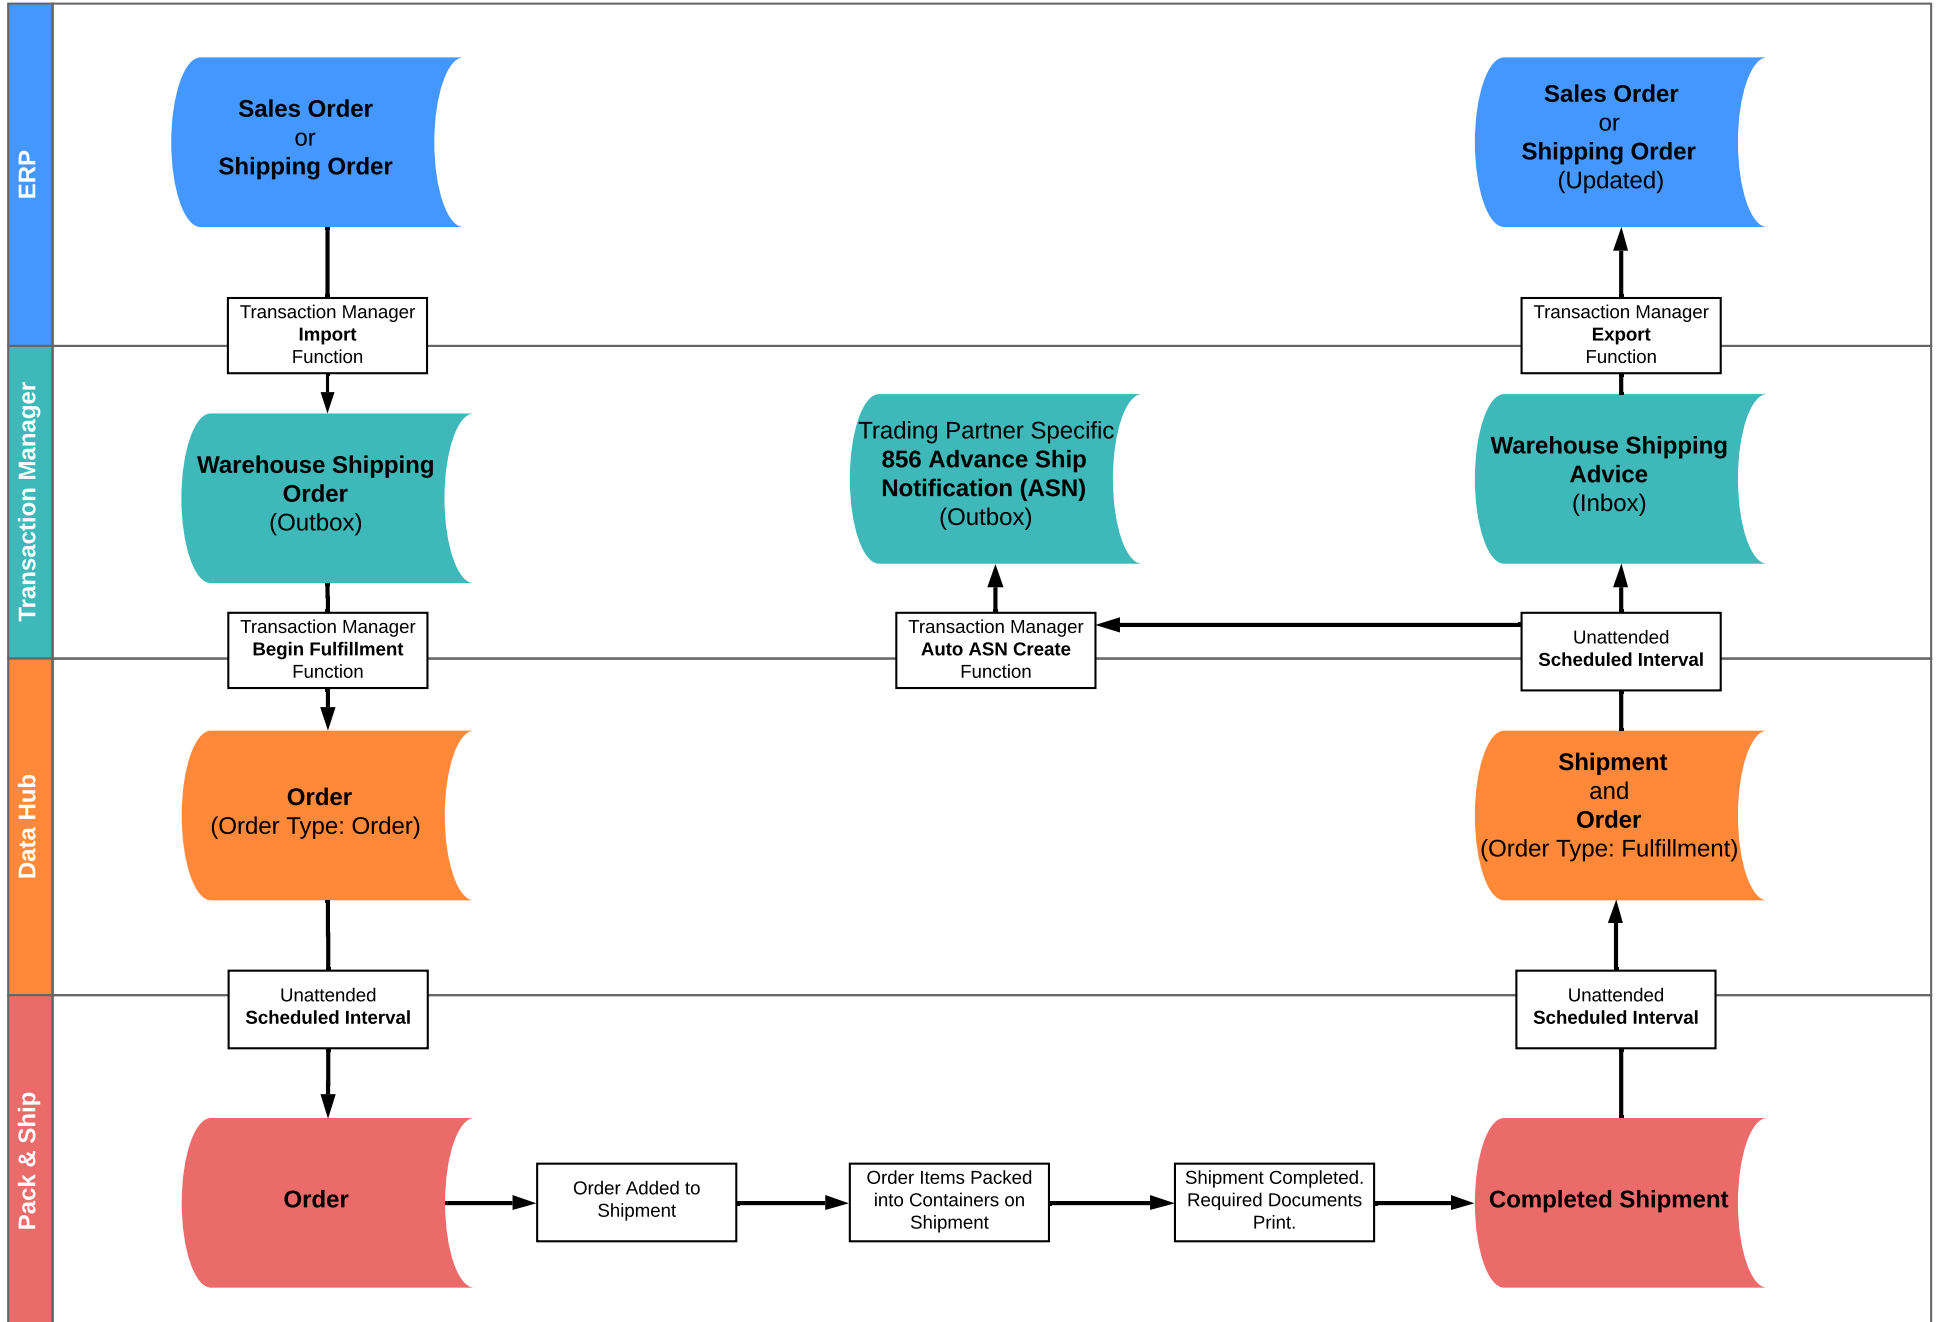 ERP
Sales Order
or
Shipping Order
Sales Order
or
Shipping Order
(Updated)
Transaction Manager
Import
Function
Transaction Manager
Export
Function
Transaction Manager
Warehouse Shipping
Order
(Outbox)
Trading Partner Specific
856 Advance Ship
Notification (ASN)
(Outbox)
Warehouse Shipping
Advice
(Inbox)
Transaction Manager
Begin Fulfillment
Function
Transaction Manager
Auto ASN Create
Function
Unattended
Scheduled Interval
Data Hub
Order
(Order Type: Order)
Shipment
and
Order
(Order Type: Fulfillment)
Unattended
Scheduled Interval
Unattended
Scheduled Interval
Pack & Ship
Order
Order Added to
Shipment
Order Items Packed
into Containers on
Shipment
Shipment Completed.
Required Documents
Print.
Completed Shipment